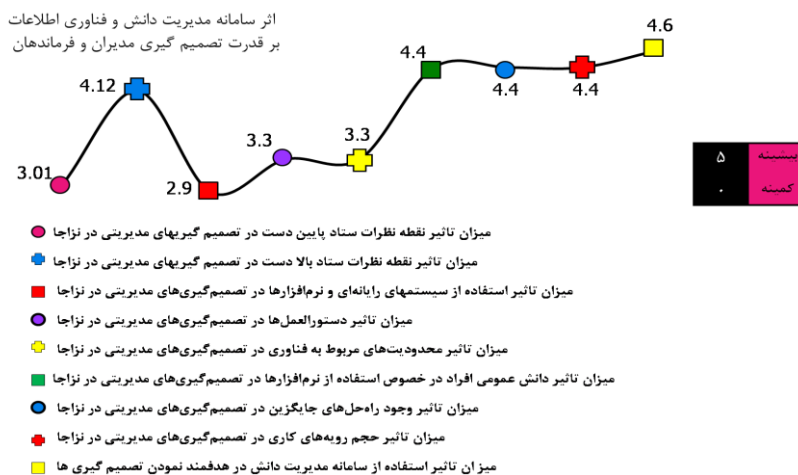 اثر سامانه مدیریت دانش و فناوری اطلاعات
بر قدرت تصمیم گیری مدیران و فرماندهان
3.01
4.12
2.9
3.3
3.3
4.4
4.4
4.4
4.6
بیشینه ۵
کمینه ۰
میزان تاثیر نقطه نظرات ستاد پایین دست در تصمیم گیریهای مدیریتی در نزاجا
میزان تاثیر نقطه نظرات ستاد بالا دست در تصمیم گیریهای مدیریتی در نزاجا
میزان تاثیر استفاده از سیستمهای رایانه‌ای و نرم‌افزارها در تصمیم‌گیری‌های مدیریتی در نزاجا
میزان تاثیر دستورالعمل‌ها در تصمیم‌گیری‌های مدیریتی در نزاجا
میزان تاثیر محدودیت‌های مربوط به فناوری در تصمیم‌گیری‌های مدیریتی در نزاجا
میزان تاثیر دانش عمومی افراد در خصوص استفاده از نرم‌افزارها در تصمیم‌گیری‌های مدیریتی در نزاجا
میزان تاثیر وجود راه‌حل‌های جایگزین در تصمیم‌گیری‌های مدیریتی در نزاجا
میزان تاثیر حجم رویه‌های کاری در تصمیم‌گیری‌های مدیریتی در نزاجا
میزان تاثیر استفاده از سامانه مدیریت دانش در هدفمند نمودن تصمیم گیری ها